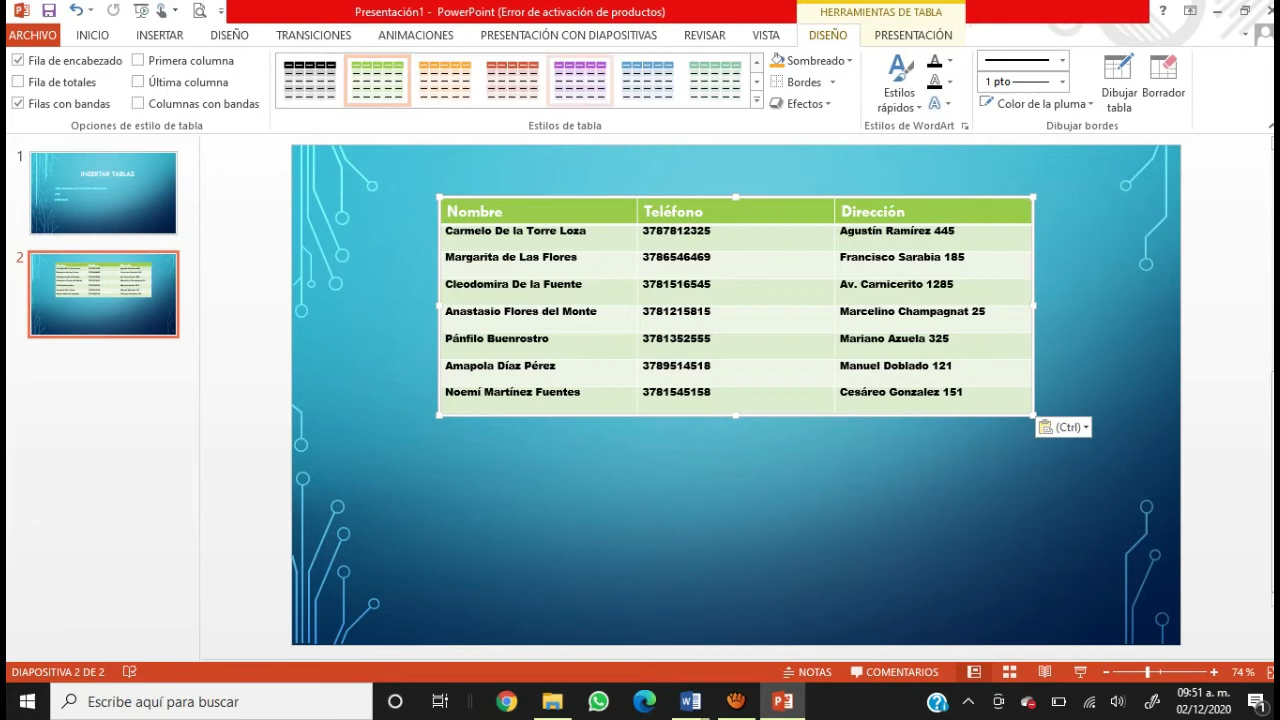 Presentación1 - PowerPoint (Error de activación de productos)
HERRAMIENTAS DE TABLA
?
ARCHIVO INICIO INSERTAR DISEÑO TRANSICIONES ANIMACIONES PRESENTACIÓN CON DIAPOSITIVAS REVISAR VISTA DISEÑO PRESENTACIÓN
Fila de encabezado Primera columna
Fila de totales Última columna
Filas con bandas Columnas con bandas
Opciones de estilo de tabla
Sombreado
Bordes
Efectos
Estilos de tabla
Estilos rápidos
Estilos de WordArt
1 pto
Color de la pluma
Dibujar tabla
Borrador
Dibujar bordes
1
INSERTAR TABLAS
2
Nombre Teléfono Dirección
Carmelo De la Torre Loza 3787812325 Agustín Ramírez 445
Margarita de Las Flores 3786546469 Francisco Sarabia 185
Cleodomira De la Fuente 3781516545 Av. Carnicerito 1285
Anastasio Flores del Monte 3781215815 Marcelino Champagnat 25
Pánfilo Buenrostro 3781352555 Mariano Azuela 325
Amapola Díaz Pérez 3789514518 Manuel Doblado 121
Noemí Martínez Fuentes 3781545158 Cesáreo Gonzalez 151
(Ctrl)
DIAPOSITIVA 2 DE 2 NOTAS COMENTARIOS 74 %
Escribe aquí para buscar
09:51 a. m.
02/12/2020
1